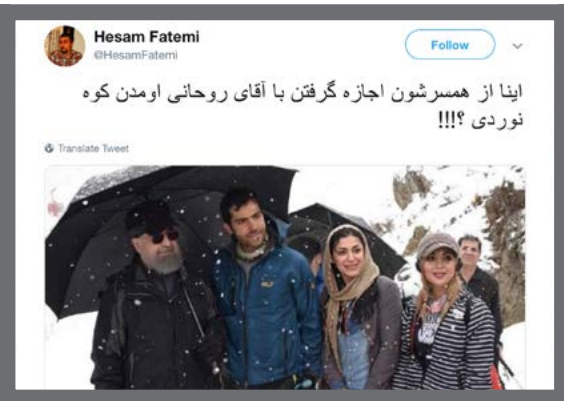 Hesam Fatemi
@HesamFatemi
Follow
اینا از همسرشون اجازه گرفتن با آقای روحانی اومدن کوه
نوردی ؟!!!
Translate Tweet